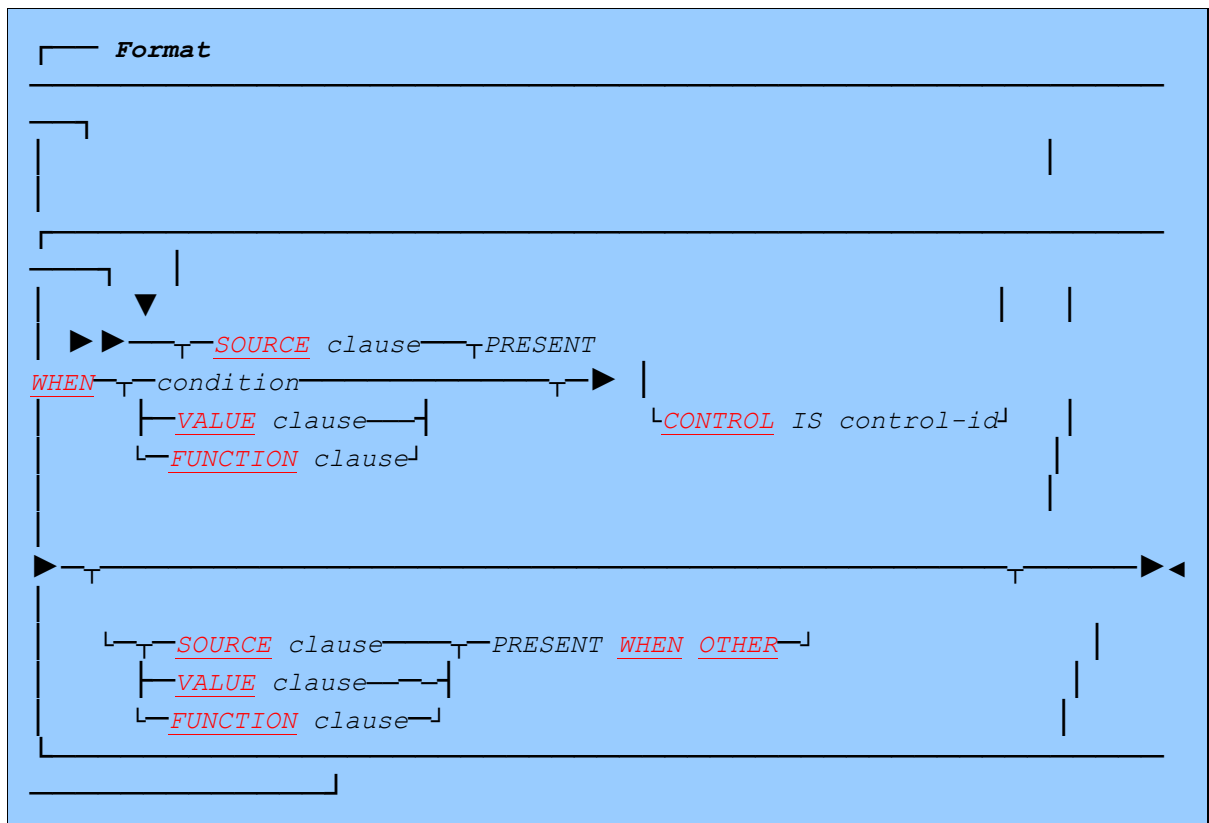 Format
SOURCE clause PRESENT
WHEN condition
VALUE clause CONTROL IS control-id
FUNCTION clause
SOURCE clause PRESENT WHEN OTHER
VALUE clause
FUNCTION clause